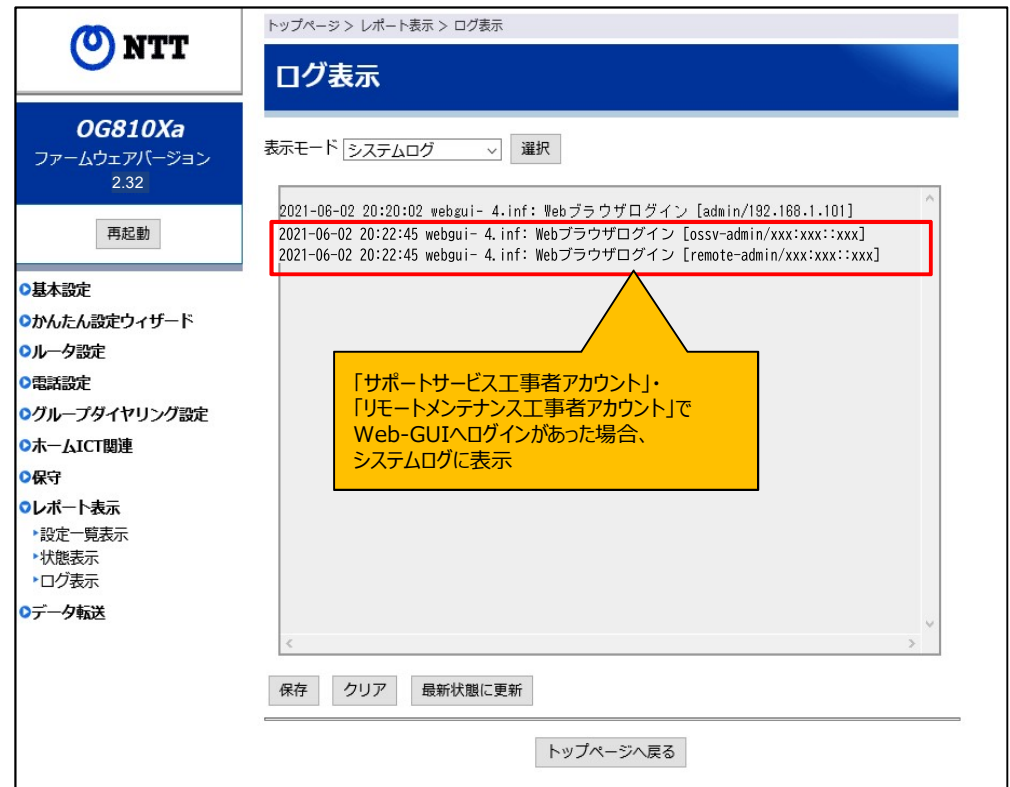 NTT
OG810Xa
ファームウェアバージョン
2.32
再起動
基本設定
かんたん設定ウィザード
ルータ設定
電話設定
グループダイヤリング設定
ホームICT関連
保守
レポート表示
設定一覧表示
状態表示
ログ表示
データ転送
トップページ > レポート表示 > ログ表示
ログ表示
表示モード システムログ 選択
2021-06-02 20:20:02 webgui- 4.inf: Webブラウザログイン [admin/192.168.1.101]
2021-06-02 20:22:45 webgui- 4.inf: Webブラウザログイン [ossv-admin/xxx:xxx::xxx]
2021-06-02 20:22:45 webgui- 4.inf: Webブラウザログイン [remote-admin/xxx:xxx::xxx]
「サポートサービス工事者アカウント」・
「リモートメンテナンス工事者アカウント」で
Web-GUIへログインがあった場合、
システムログに表示
保存 クリア 最新状態に更新
トップページへ戻る